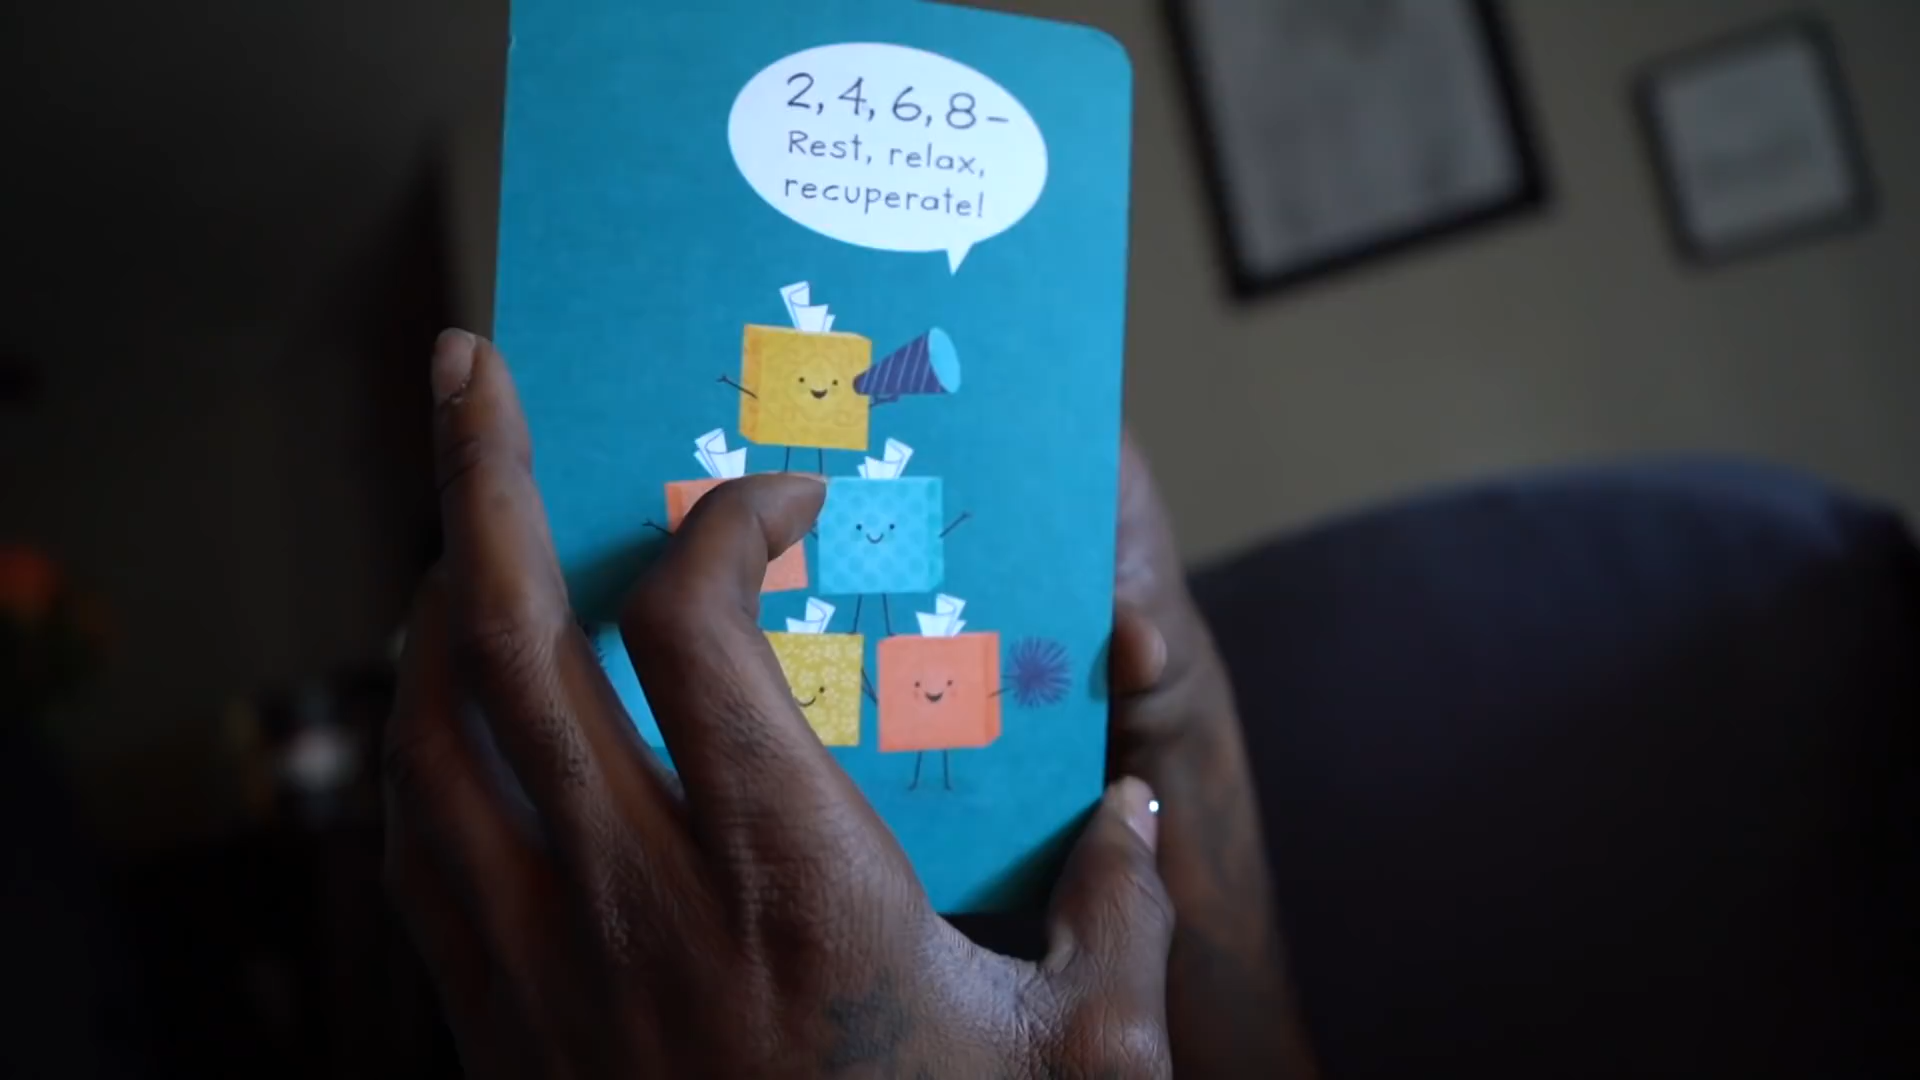 2, 4, 6, 8–
Rest, relax,
recuperate!